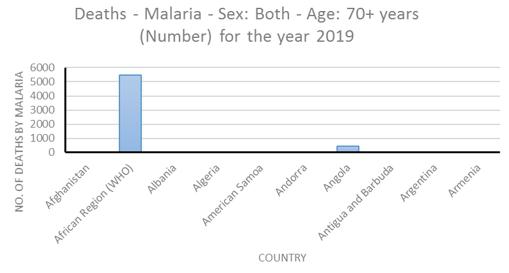 Deaths - Malaria - Sex: Both - Age: 70+ years
(Number) for the year 2019
NO. OF DEATHS BY MALARIA
6000
5000
4000
3000
2000
1000
0
Afghanistan
African Region (WHO)
Albania
Algeria
American Samoa
Andorra
Angola
Antigua and Barbuda
Argentina
Armenia
COUNTRY